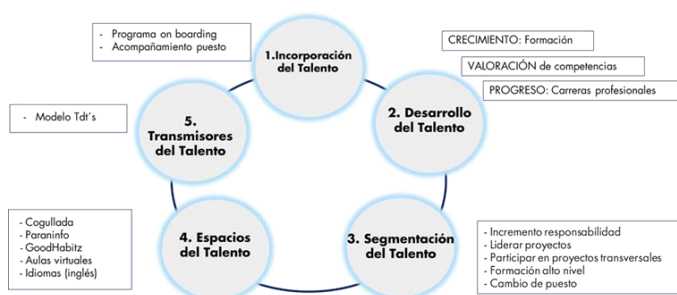 - Programa on boarding
- Acompañamiento puesto
1.Incorporación
del Talento
CRECIMIENTO: Formación
VALORACIÓN de competencias
PROGRESO: Carreras profesionales
2. Desarrollo
del Talento
- Incremento responsabilidad
- Liderar proyectos
- Participar en proyectos transversales
- Formación alto nivel
- Cambio de puesto
3. Segmentación
del Talento
4. Espacios
del Talento
- Cogullada
- Paraninfo
- GoodHabitz
- Aulas virtuales
- Idiomas (inglés)
5.
Transmisores
del Talento
- Modelo Tdt´s